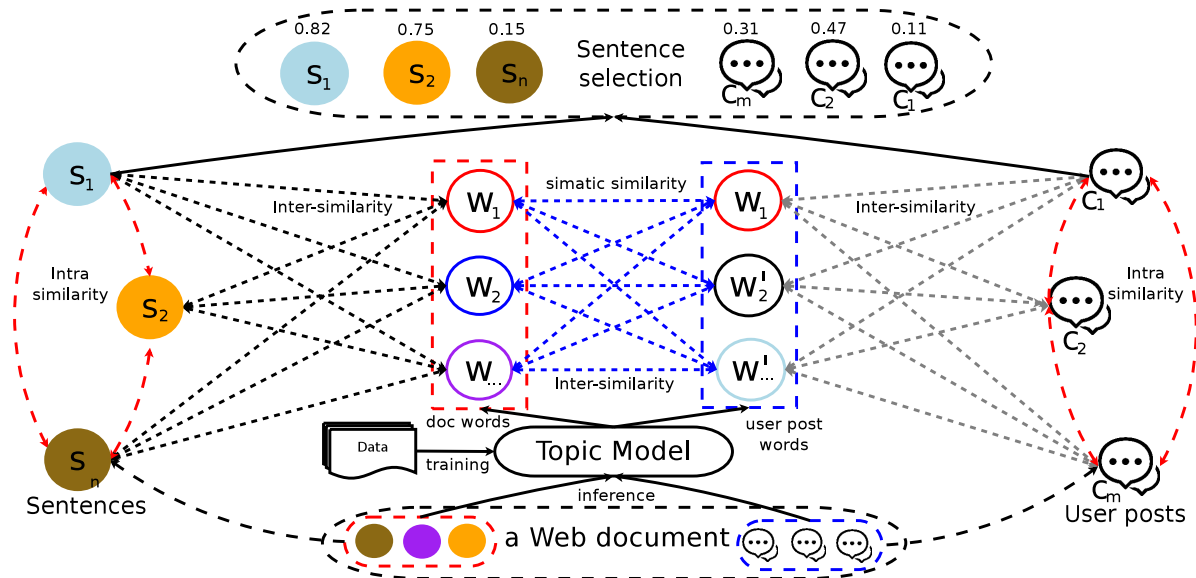 0.82 0.75 0.15 0.31 0.47 0.11
S1 S2 Sn Sentence selection Cm C2 C1
S1 W1 simatic similarity W1 C1
Inter-similarity Inter-similarity
Intra similarity S2 W2 W'2 C2 Intra similarity
W... Inter-similarity W'...
doc words user post words
Sn Data training Topic Model Cm
Sentences inference User posts
a Web document